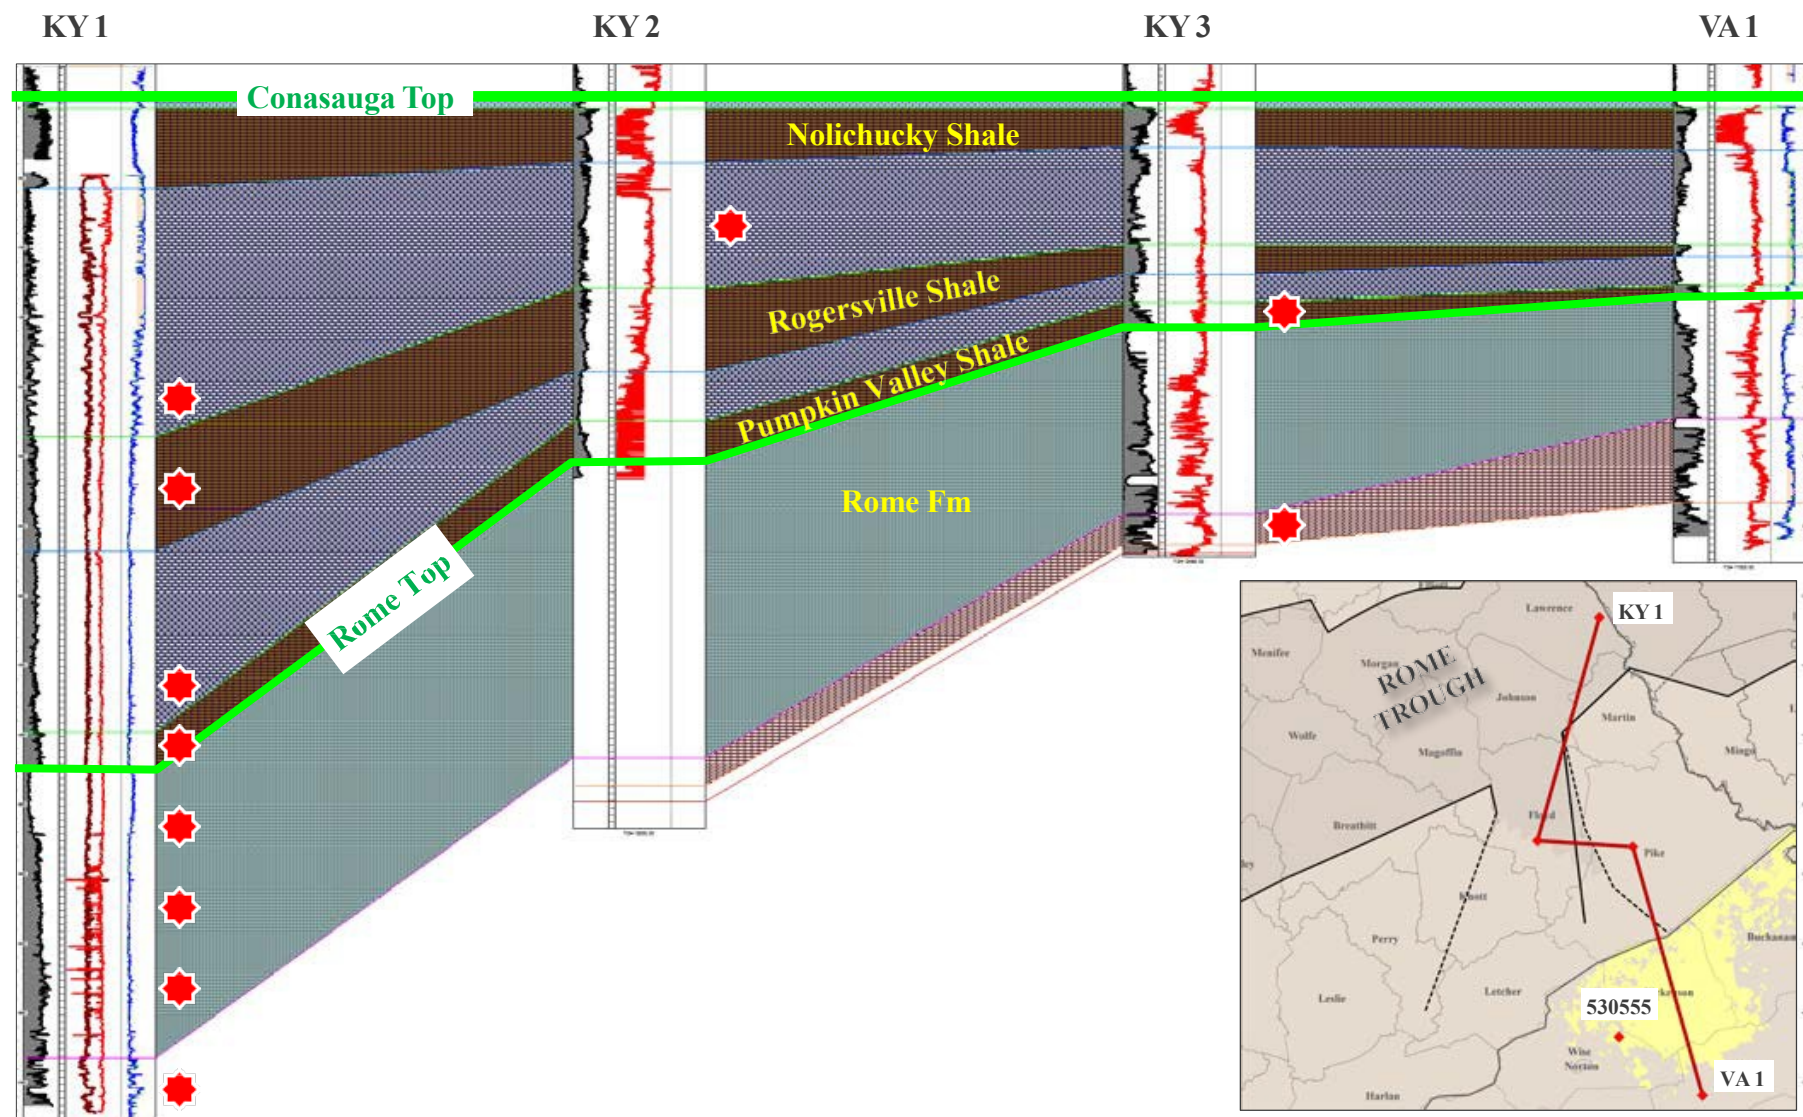 KY 1
KY 2
KY 3
VA 1
Conasauga Top
Nolichucky Shale
Rogersville Shale
Pumpkin Valley Shale
Rome Fm
Rome Top
Lawrence
KY 1
Menifee
Morgan
ROME
TROUGH
Johnson
Martin
Wolfe
Magoffin
Mingo
Breathitt
Floyd
Pike
Knott
Perry
Buchanan
Leslie
Letcher
530555
Wise
Norton
VA 1
Harlan